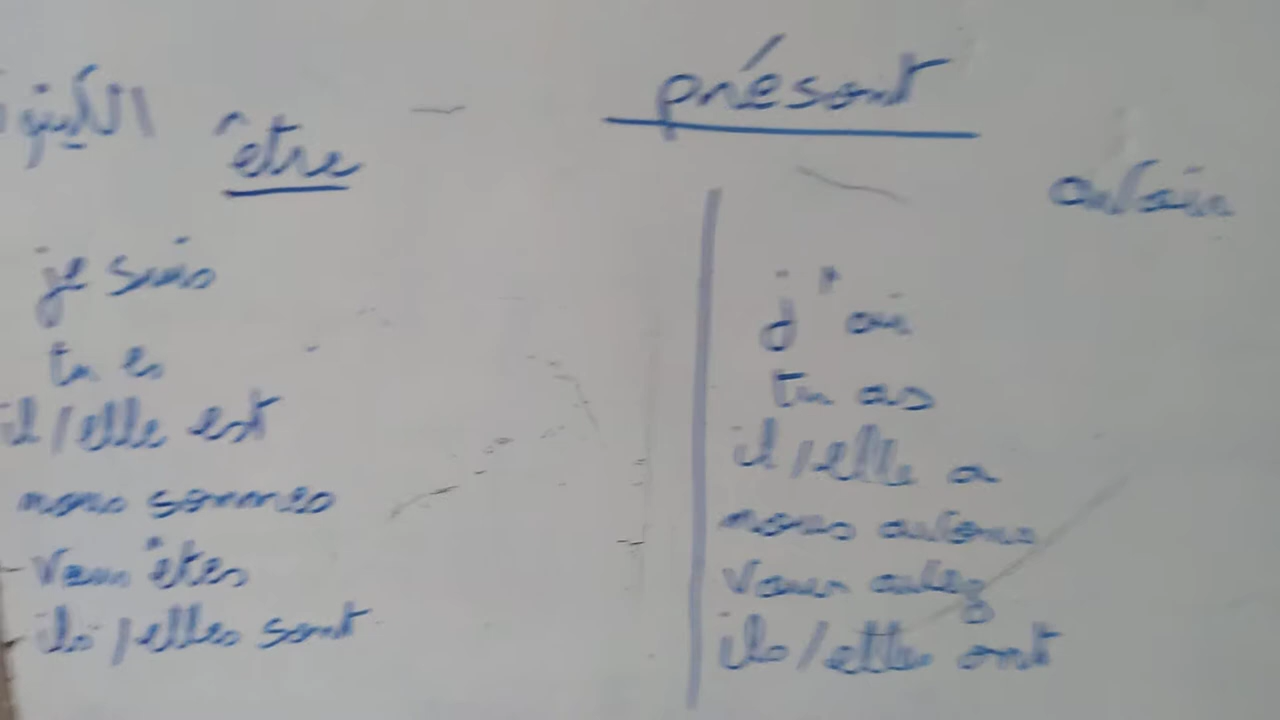 présent
être
avoir
je suis
tu es
il/elle est
nous sommes
vous êtes
ils/elles sont
j'ai
tu as
il/elle a
nous avons
vous avez
ils/elles ont